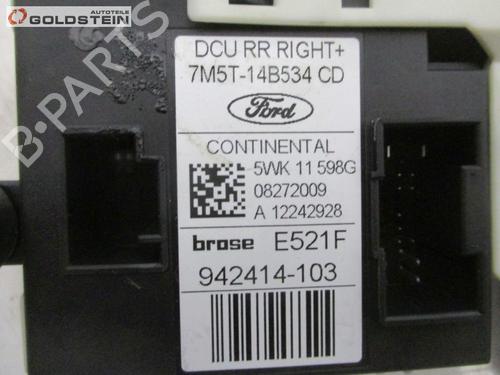 Autoteile
GOLDSTEIN
DCU RR RIGHT+
7M5T-14B534 CD
Ford
CONTINENTAL
5WK 11 598G
08272009
A 12242928
brose E521F
942414-103